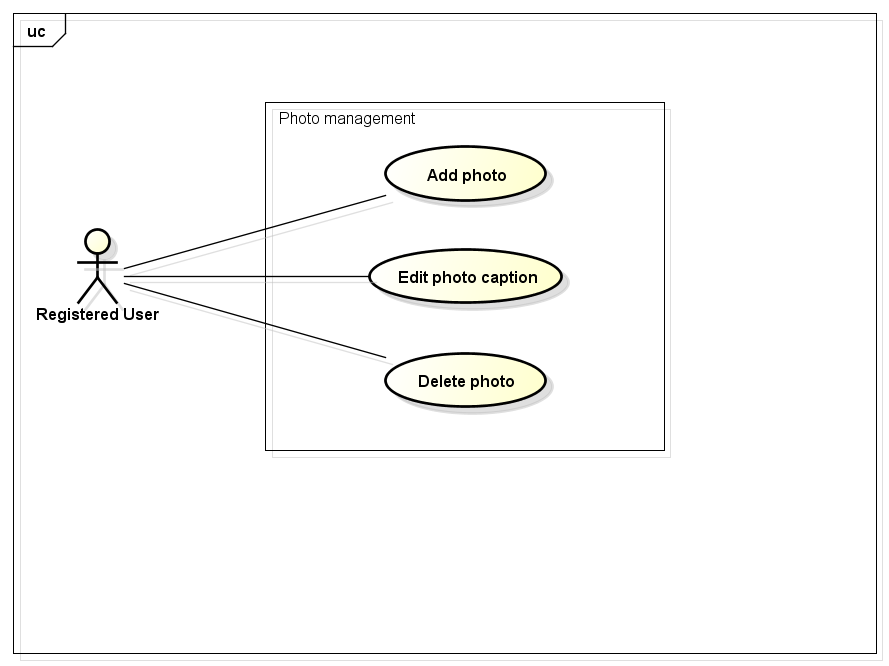 uc
Photo management
Add photo
Edit photo caption
Registered User
Delete photo